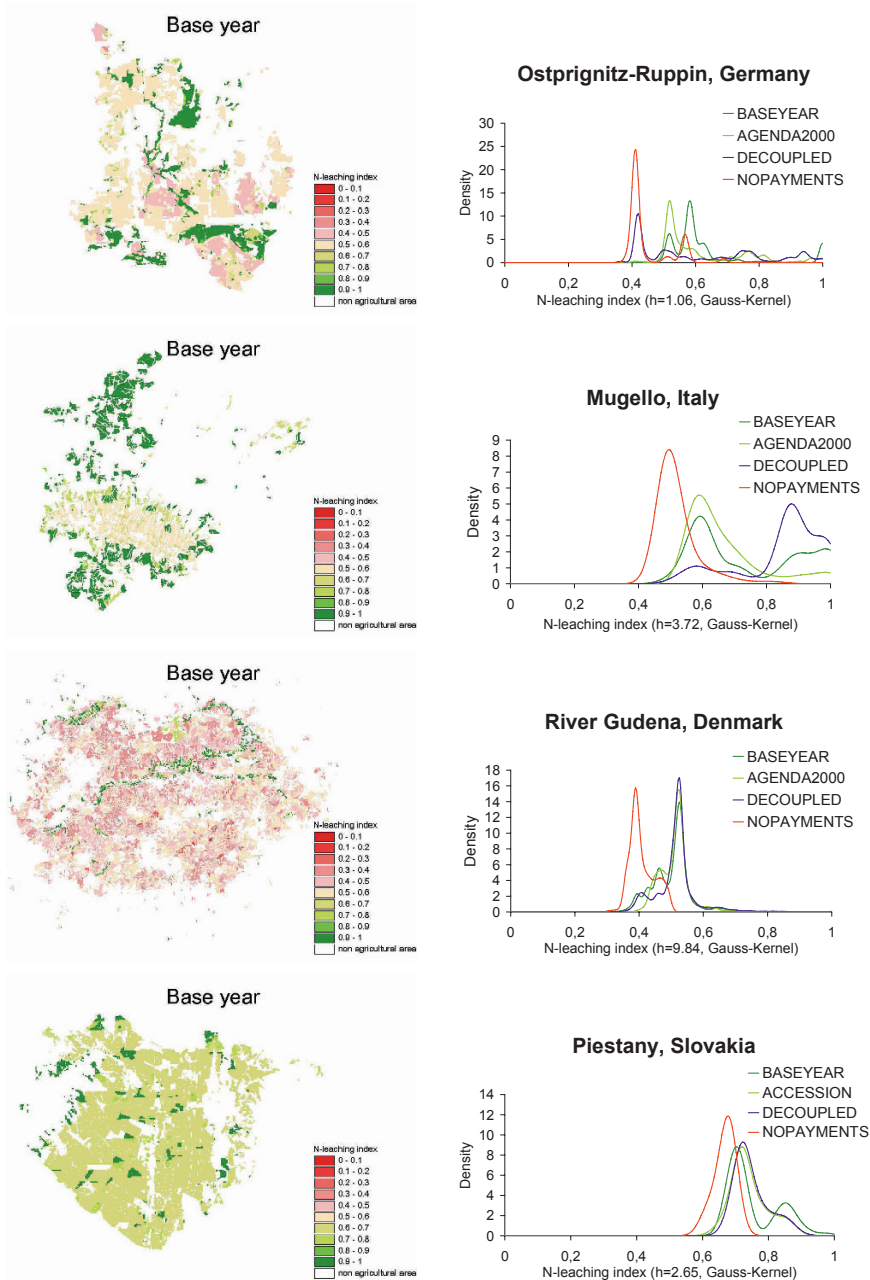 Base year
N-leaching index
0 - 0.1
0.1 - 0.2
0.2 - 0.3
0.3 - 0.4
0.4 - 0.5
0.5 - 0.6
0.6 - 0.7
0.7 - 0.8
0.8 - 0.9
0.9 - 1
non agricultural area
Ostprignitz-Ruppin, Germany
BASEYEAR
AGENDA2000
DECOUPLED
NOPAYMENTS
Density
30
25
20
15
10
5
0
0 0,2 0,4 0,6 0,8 1
N-leaching index (h=1.06, Gauss-Kernel)
Base year
N-leaching index
0 - 0.1
0.1 - 0.2
0.2 - 0.3
0.3 - 0.4
0.4 - 0.5
0.5 - 0.6
0.6 - 0.7
0.7 - 0.8
0.8 - 0.9
0.9 - 1
non agricultural area
Mugello, Italy
BASEYEAR
AGENDA2000
DECOUPLED
NOPAYMENTS
Density
9
8
7
6
5
4
3
2
1
0
0 0,2 0,4 0,6 0,8 1
N-leaching index (h=3.72, Gauss-Kernel)
Base year
N-leaching index
0 - 0.1
0.1 - 0.2
0.2 - 0.3
0.3 - 0.4
0.4 - 0.5
0.5 - 0.6
0.6 - 0.7
0.7 - 0.8
0.8 - 0.9
0.9 - 1
non agricultural area
River Gudena, Denmark
BASEYEAR
AGENDA2000
DECOUPLED
NOPAYMENTS
Density
18
16
14
12
10
8
6
4
2
0
0 0,2 0,4 0,6 0,8 1
N-leaching index (h=9.84, Gauss-Kernel)
Base year
N-leaching index
0 - 0.1
0.1 - 0.2
0.2 - 0.3
0.3 - 0.4
0.4 - 0.5
0.5 - 0.6
0.6 - 0.7
0.7 - 0.8
0.8 - 0.9
0.9 - 1
non agricultural area
Piestany, Slovakia
BASEYEAR
ACCESSION
DECOUPLED
NOPAYMENTS
Density
14
12
10
8
6
4
2
0
0 0,2 0,4 0,6 0,8 1
N-leaching index (h=2.65, Gauss-Kernel)